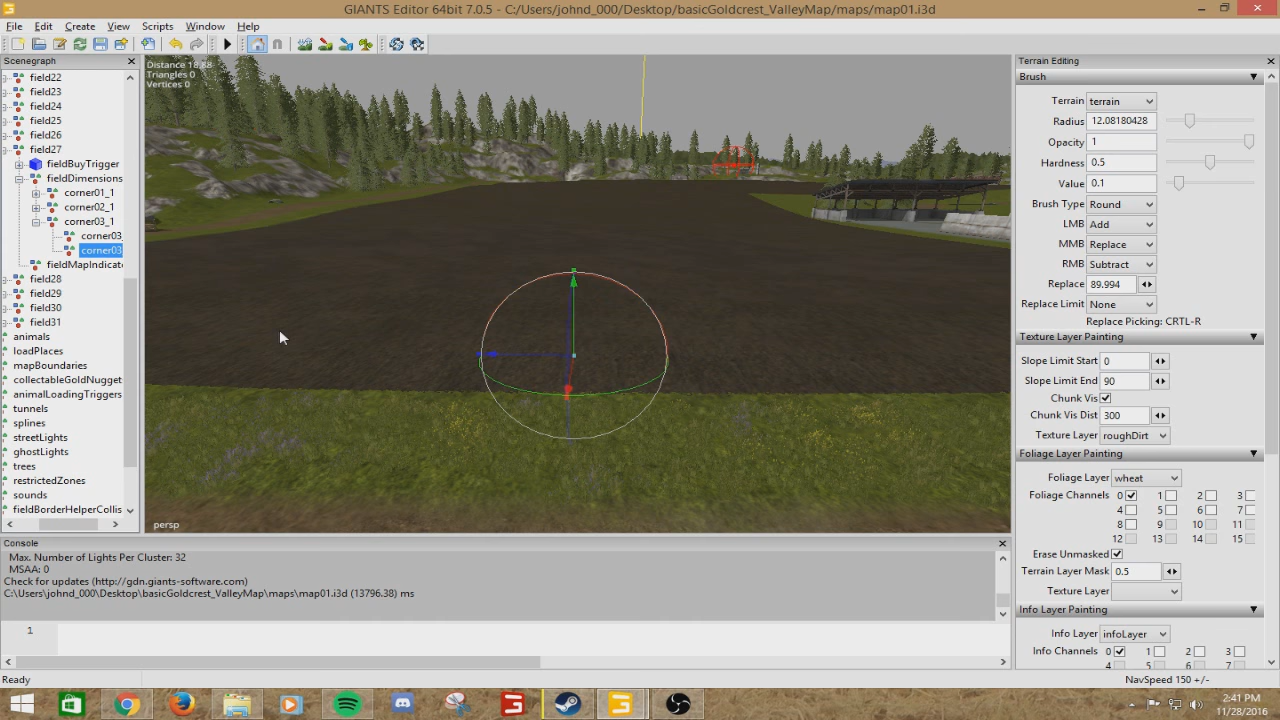 GIANTS Editor 64bit 7.0.5 - C:/Users/johnd_000/Desktop/basicGoldcrest_ValleyMap/maps/map01.i3d
File Edit Create View Scripts Window Help
Scenegraph
field22
field23
field24
field25
field26
field27
fieldBuyTrigger
fieldDimensions
corner01_1
corner02_1
corner03_1
corner03_
corner03
fieldMapIndicat
field28
field29
field30
field31
animals
loadPlaces
mapBoundaries
collectableGoldNugget
animalLoadingTriggers
tunnels
splines
streetLights
ghostLights
trees
restrictedZones
sounds
fieldBorderHelperCollis
Distance 18.88
Triangles 0
Vertices 0
persp
Terrain Editing
Brush
Terrain terrain
Radius 12.08180428
Opacity 1
Hardness 0.5
Value 0.1
Brush Type Round
LMB Add
MMB Replace
RMB Subtract
Replace 89.994
Replace Limit None
Replace Picking: CRTL-R
Texture Layer Painting
Slope Limit Start 0
Slope Limit End 90
Chunk Vis
Chunk Vis Dist 300
Texture Layer roughDirt
Foliage Layer Painting
Foliage Layer wheat
Foliage Channels 0 1 2 3
4 5 6 7
8 9 10 11
12 13 14 15
Erase Unmasked
Terrain Layer Mask 0.5
Texture Layer
Info Layer Painting
Info Layer infoLayer
Info Channels 0 1 2 3
4 5 6 7
Console
Max. Number of Lights Per Cluster: 32
MSAA: 0
Check for updates (http://gdn.giants-software.com)
C:\Users\johnd_000\Desktop\basicGoldcrest_ValleyMap\maps\map01.i3d (13796.38) ms
1
Ready
NavSpeed 150 +/-
2:41 PM
11/28/2016